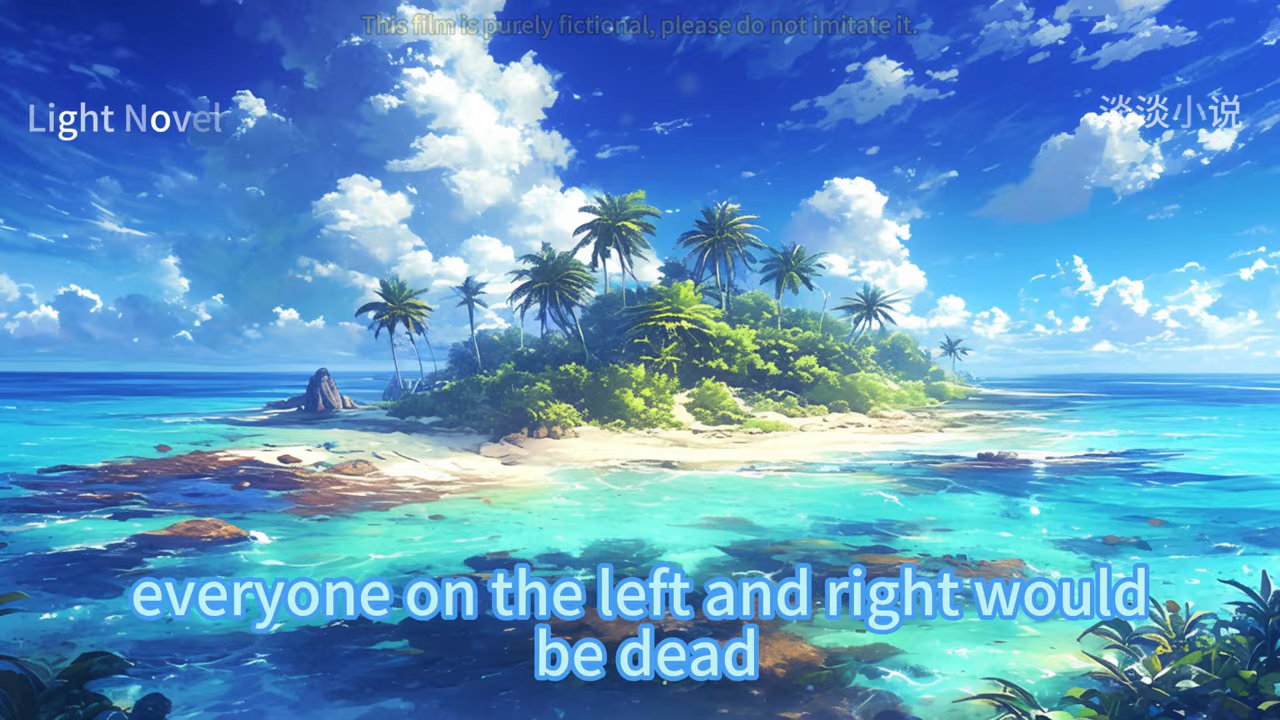 This film is purely fictional, please do not imitate it.
Light Novel
淡淡小说
everyone on the left and right would
be dead